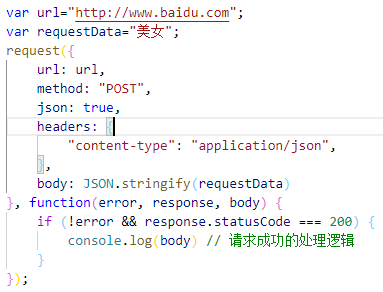 var url="http://www.baidu.com";
var requestData="美女";
request({
    url: url,
    method: "POST",
    json: true,
    headers: {
        "content-type": "application/json",
    },
    body: JSON.stringify(requestData)
}, function(error, response, body) {
    if (!error && response.statusCode === 200) {
        console.log(body) // 请求成功的处理逻辑
    }
});